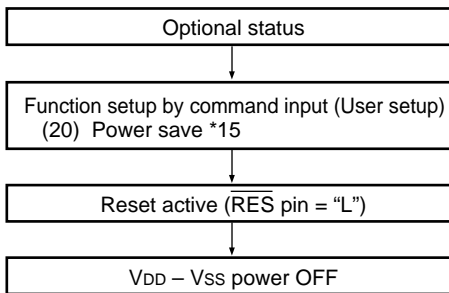 Optional status
Function setup by command input (User setup)
(20) Power save *15
Reset active (R̅E̅S̅ pin = “L”)
VDD – VSS power OFF